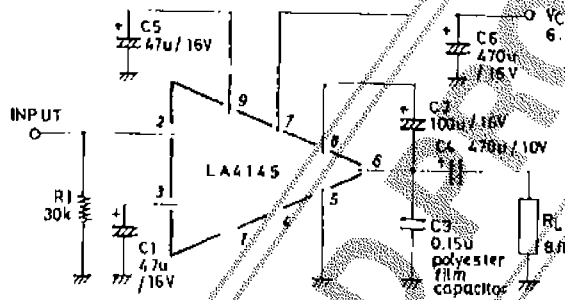 C5
47u/16V
INPUT
R1
30k
C1
47u
/16V
2
3
9
7
8
6
5
4
1
LA4145
C6
470u
/16V
6.
C2
100u/16V
C4 470u/10V
C3
0.15u
polyester
film
capacitor
RL